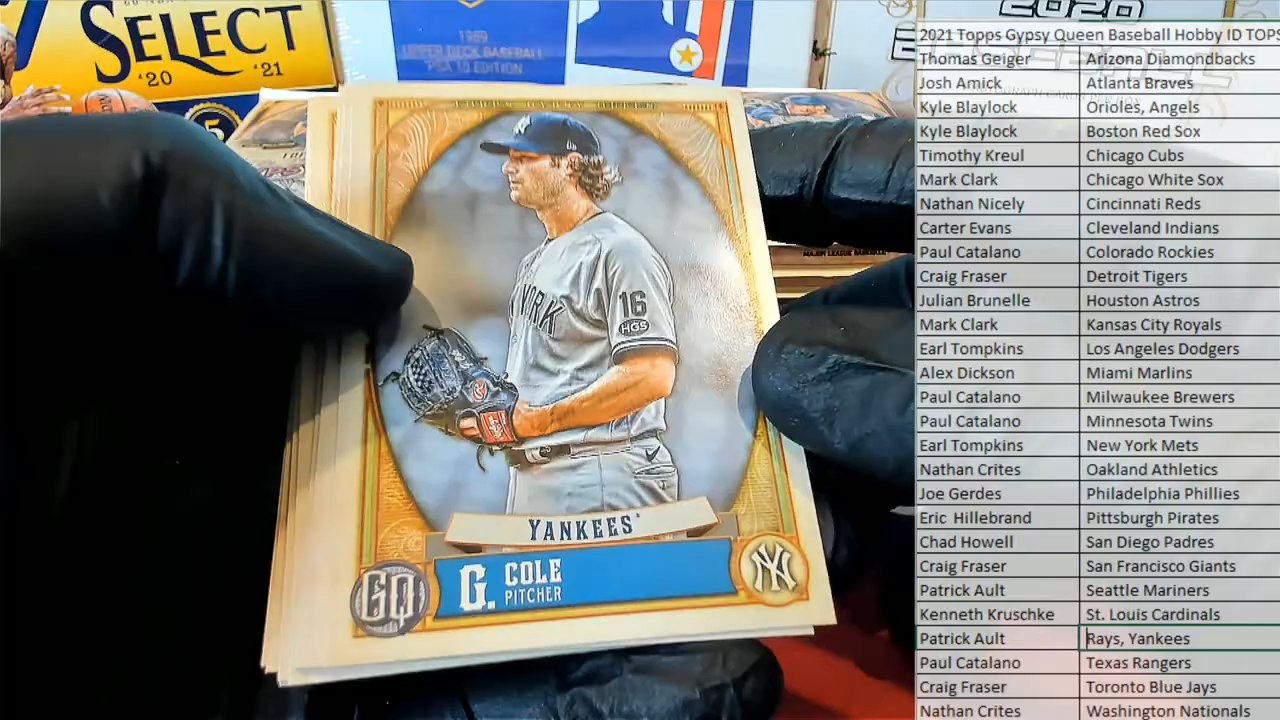 SELECT
'20 '21
5
1989
UPPER DECK BASEBALL
PSA 10 EDITION
2020
NY
YORK
16
HGS
YANKEES
GQ
G. COLE
PITCHER
NY
2021 Topps Gypsy Queen Baseball Hobby ID TOPS
Thomas Geiger Arizona Diamondbacks
Josh Amick Atlanta Braves
Kyle Blaylock Orioles, Angels
Kyle Blaylock Boston Red Sox
Timothy Kreul Chicago Cubs
Mark Clark Chicago White Sox
Nathan Nicely Cincinnati Reds
Carter Evans Cleveland Indians
Paul Catalano Colorado Rockies
Craig Fraser Detroit Tigers
Julian Brunelle Houston Astros
Mark Clark Kansas City Royals
Earl Tompkins Los Angeles Dodgers
Alex Dickson Miami Marlins
Paul Catalano Milwaukee Brewers
Paul Catalano Minnesota Twins
Earl Tompkins New York Mets
Nathan Crites Oakland Athletics
Joe Gerdes Philadelphia Phillies
Eric Hillebrand Pittsburgh Pirates
Chad Howell San Diego Padres
Craig Fraser San Francisco Giants
Patrick Ault Seattle Mariners
Kenneth Kruschke St. Louis Cardinals
Patrick Ault Rays, Yankees
Paul Catalano Texas Rangers
Craig Fraser Toronto Blue Jays
Nathan Crites Washington Nationals